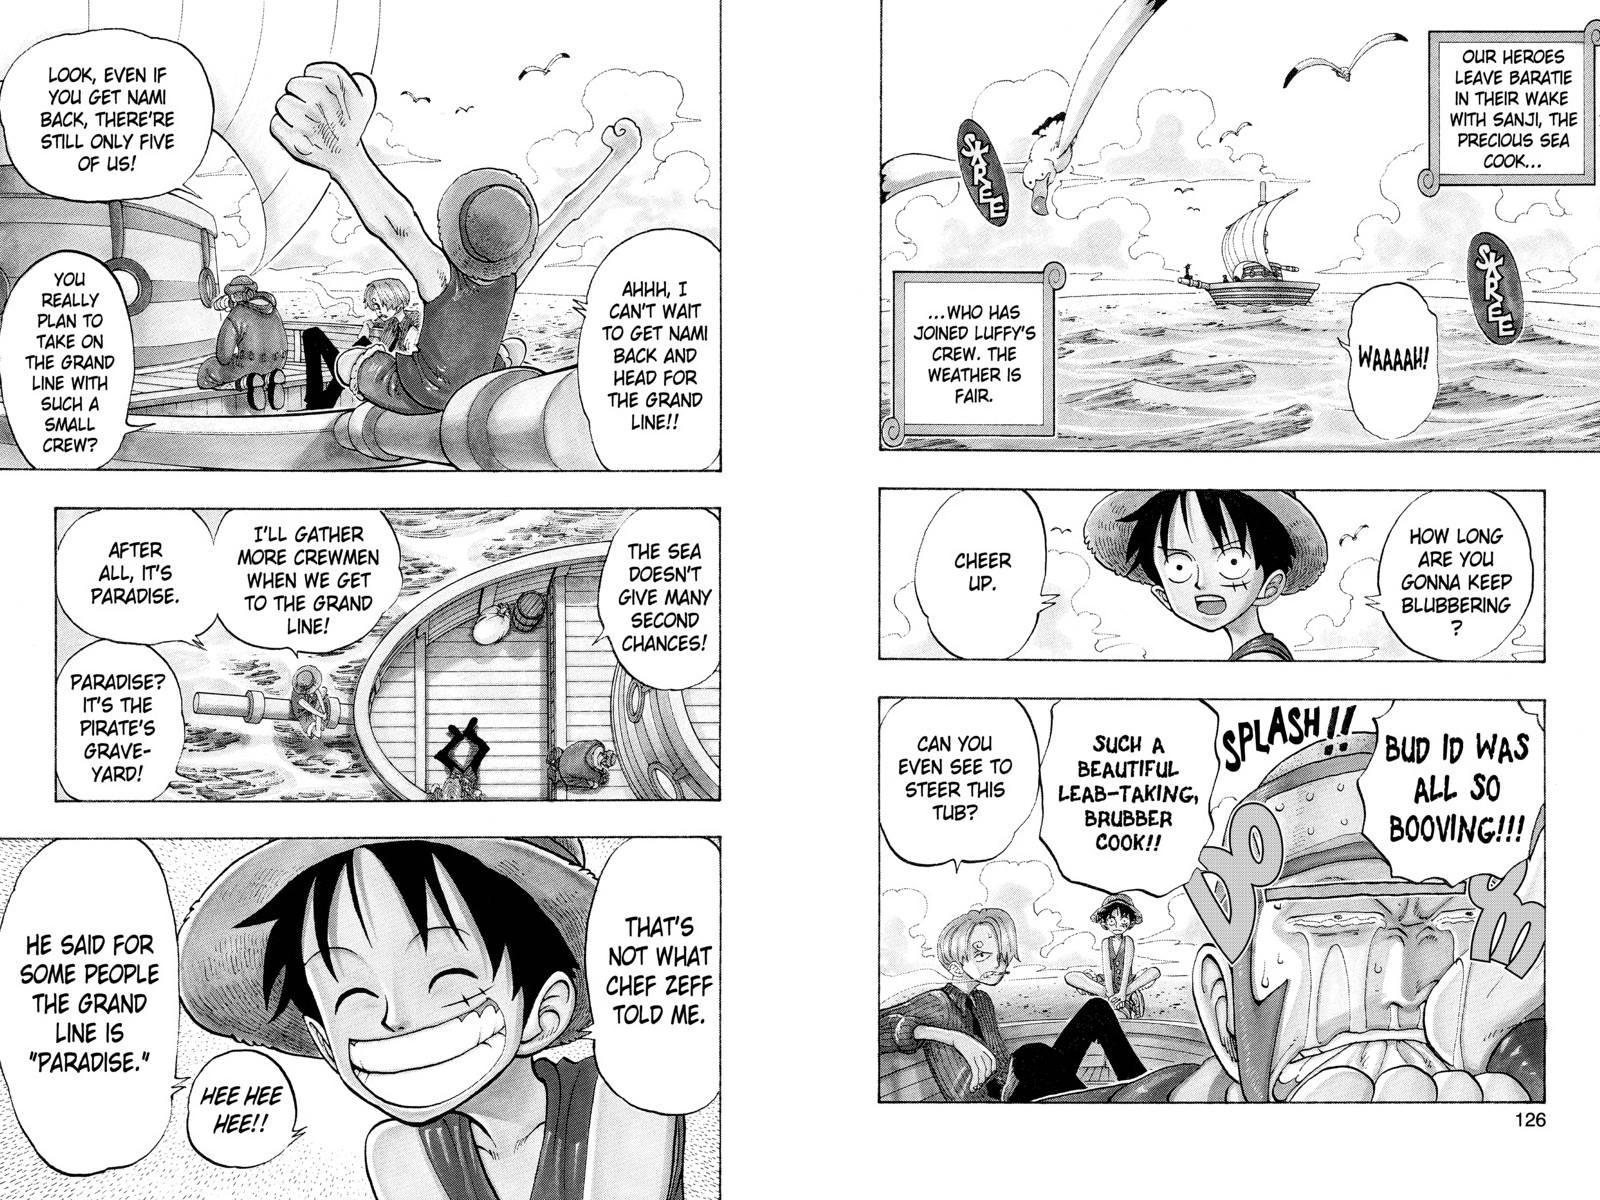 OUR HEROES
LEAVE BARATIE
IN THEIR WAKE
WITH SANJI, THE
PRECIOUS SEA
COOK...
SKREE
SKREE
...WHO HAS
JOINED LUFFY'S
CREW. THE
WEATHER IS
FAIR.
WAAAAH!
HOW LONG
ARE YOU
GONNA KEEP
BLUBBERING
?
CHEER
UP.
BUD ID WAS
ALL SO
BOOVING!!!
SPLASH!!
SUCH A
BEAUTIFUL
LEAB-TAKING,
BRUBBER
COOK!!
CAN YOU
EVEN SEE TO
STEER THIS
TUB?
126
AHHH, I
CAN'T WAIT
TO GET NAMI
BACK AND
HEAD FOR
THE GRAND
LINE!!
LOOK, EVEN IF
YOU GET NAMI
BACK, THERE'RE
STILL ONLY FIVE
OF US!
YOU
REALLY
PLAN TO
TAKE ON
THE GRAND
LINE WITH
SUCH A
SMALL
CREW?
THE SEA
DOESN'T
GIVE MANY
SECOND
CHANCES!
I'LL GATHER
MORE CREWMEN
WHEN WE GET
TO THE GRAND
LINE!
AFTER
ALL, IT'S
PARADISE.
PARADISE?
IT'S THE
PIRATE'S
GRAVE-
YARD!
THAT'S
NOT WHAT
CHEF ZEFF
TOLD ME.
HE SAID FOR
SOME PEOPLE
THE GRAND
LINE IS
"PARADISE."
HEE HEE
HEE!!